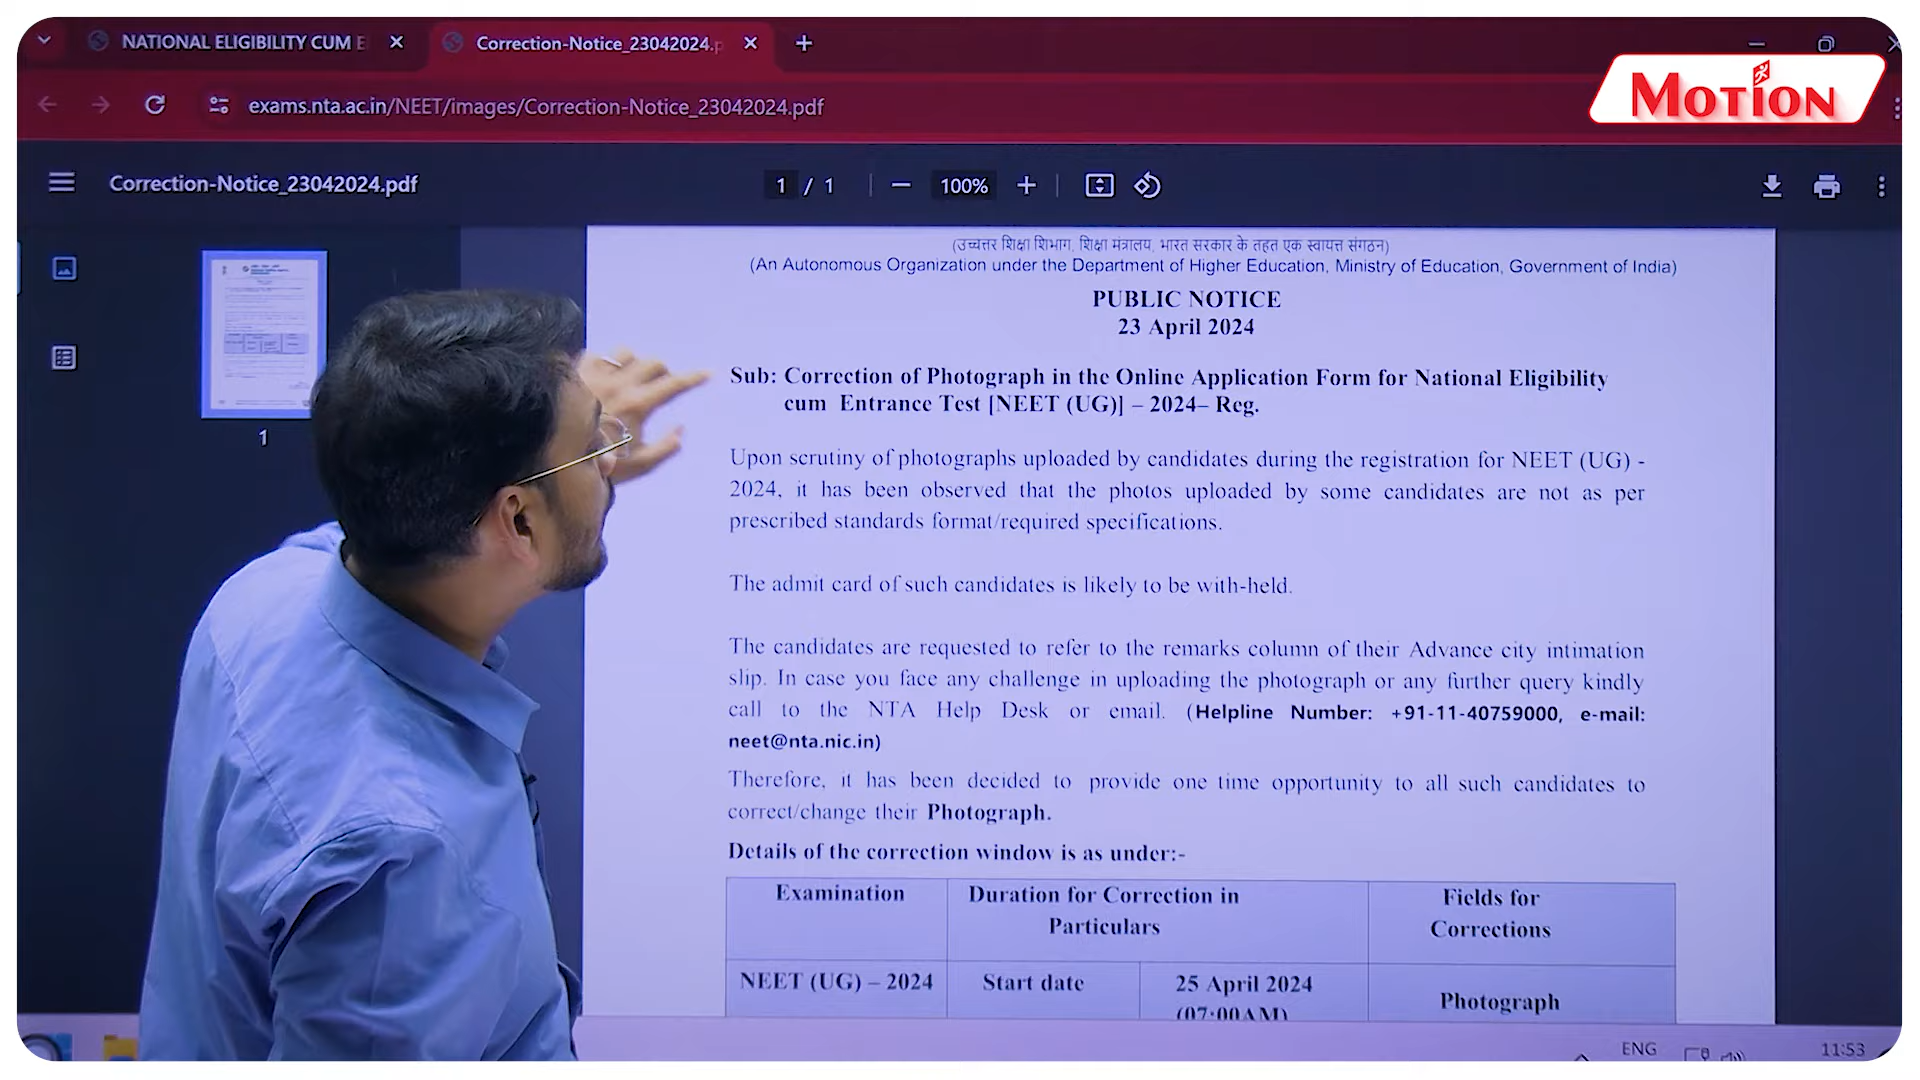 NATIONAL ELIGIBILITY CUM E
Correction-Notice_23042024.p
exams.nta.ac.in/NEET/images/Correction-Notice_23042024.pdf
MOTION
Correction-Notice_23042024.pdf
1 / 1
100%
1
(उच्चत्तर शिक्षा शिभाग, शिक्षा मंत्रालय, भारत सरकार के तहत एक स्वायत्त संगठन)
(An Autonomous Organization under the Department of Higher Education, Ministry of Education, Government of India)
PUBLIC NOTICE
23 April 2024
Sub: Correction of Photograph in the Online Application Form for National Eligibility
cum Entrance Test [NEET (UG)] – 2024– Reg.
Upon scrutiny of photographs uploaded by candidates during the registration for NEET (UG) -
2024, it has been observed that the photos uploaded by some candidates are not as per
prescribed standards format/required specifications.
The admit card of such candidates is likely to be with-held.
The candidates are requested to refer to the remarks column of their Advance city intimation
slip. In case you face any challenge in uploading the photograph or any further query kindly
call to the NTA Help Desk or email. (Helpline Number: +91-11-40759000, e-mail:
neet@nta.nic.in)
Therefore, it has been decided to provide one time opportunity to all such candidates to
correct/change their Photograph.
Details of the correction window is as under:-
Examination
Duration for Correction in
Particulars
Fields for
Corrections
NEET (UG) – 2024
Start date
25 April 2024
(07:00AM)
Photograph
ENG
11:53